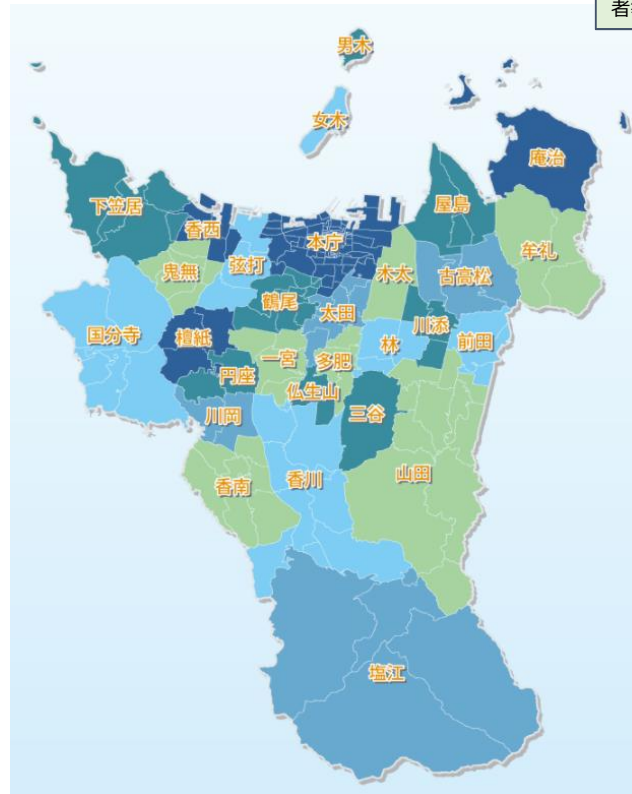 者
男木
女木
庵治
下笠居
屋島
香西
本庁
牟礼
鬼無
弦打
木太
古高松
鶴尾
太田
川添
国分寺
檀紙
林
前田
一宮
多肥
円座
仏生山
川岡
三谷
山田
香南
香川
塩江